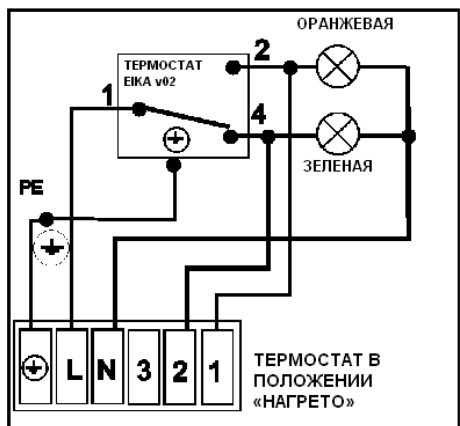 ОРАНЖЕВАЯ
2
ТЕРМОСТАТ
EIKA v02
1
4
ЗЕЛЕНАЯ
PE
L N 3 2 1
ТЕРМОСТАТ В
ПОЛОЖЕНИИ
«НАГРЕТО»